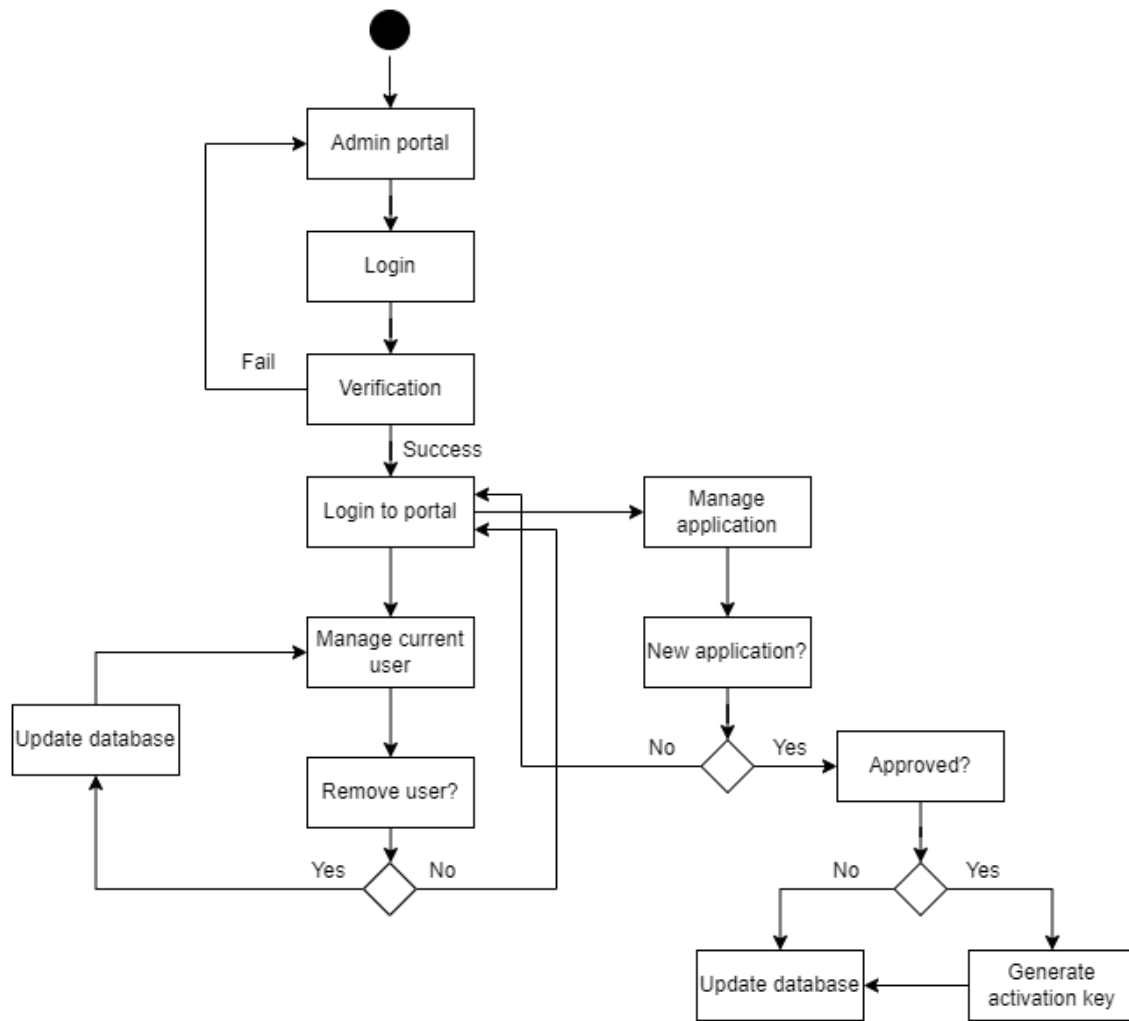 Admin portal
Login
Fail
Verification
Success
Login to portal
Manage
application
Manage current
user
New application?
Update database
No
Yes
Approved?
Remove user?
Yes
No
No
Yes
Update database
Generate
activation key